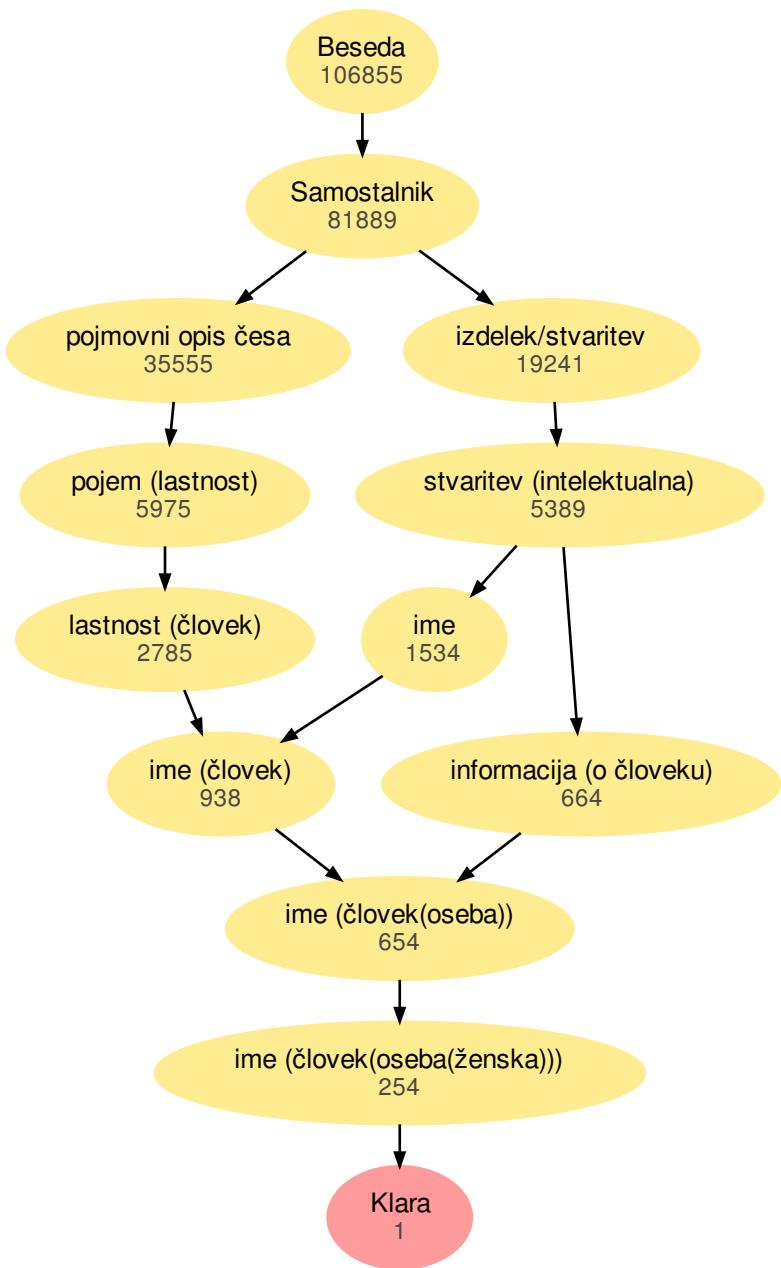 Beseda
106855
Samostalnik
81889
pojmovni opis česa
35555
izdelek/stvaritev
19241
pojem (lastnost)
5975
stvaritev (intelektualna)
5389
lastnost (človek)
2785
ime
1534
ime (človek)
938
informacija (o človeku)
664
ime (človek(oseba))
654
ime (človek(oseba(ženska)))
254
Klara
1